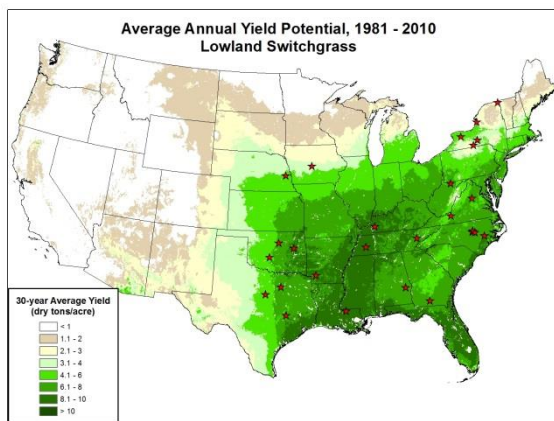 Average Annual Yield Potential, 1981 - 2010
Lowland Switchgrass
30-year Average Yield
(dry tons/acre)
< 1
1.1 - 2
2.1 - 3
3.1 - 4
4.1 - 6
6.1 - 8
8.1 - 10
> 10